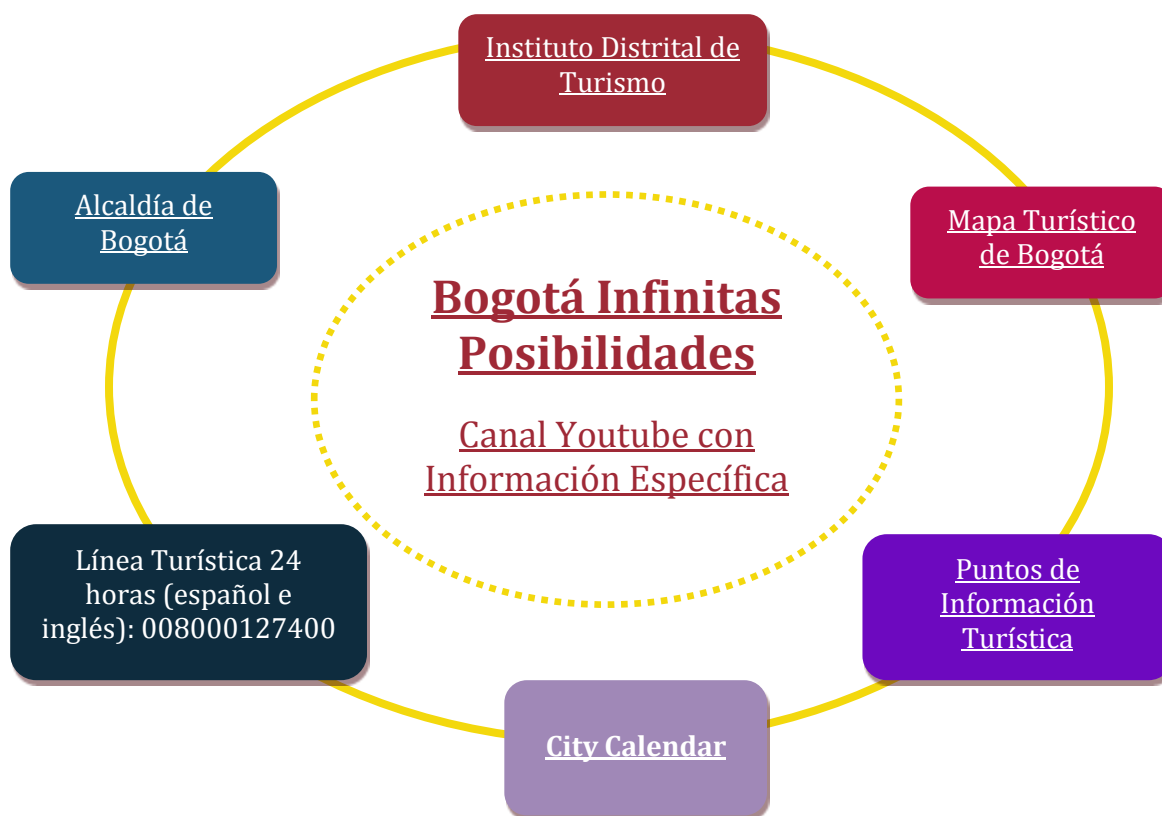 Instituto Distrital de
Turismo
Alcaldía de
Bogotá
Mapa Turístico
de Bogotá
Bogotá Infinitas
Posibilidades
Canal Youtube con
Información Específica
Línea Turística 24
horas (español e
inglés): 008000127400
Puntos de
Información
Turística
City Calendar